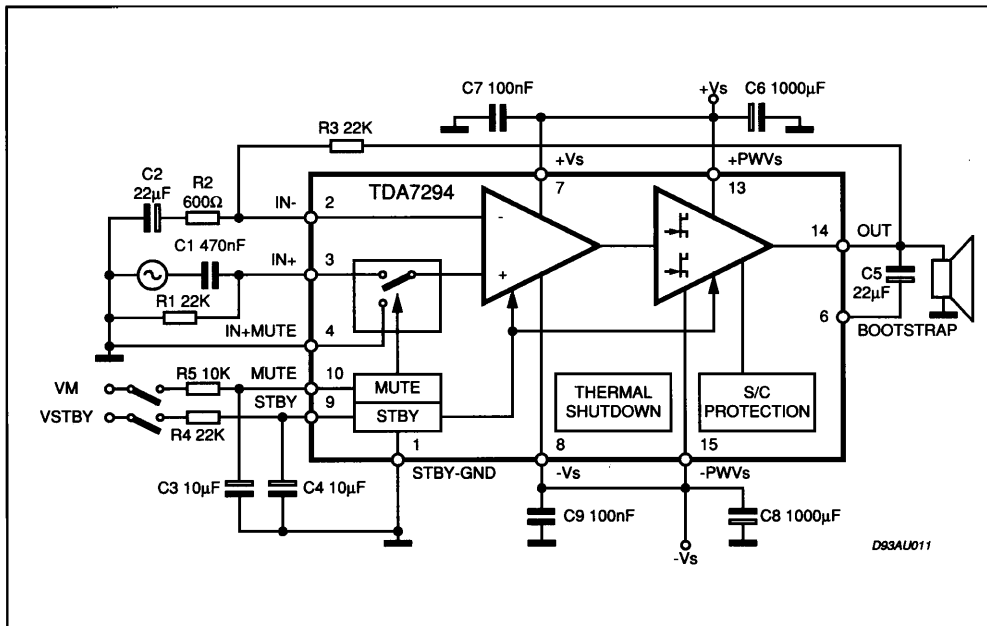 C7 100nF
+Vs
C6 1000µF
R3 22K
+Vs
+PWVs
C2
22µF
R2
600Ω
TDA7294
7
13
IN-
2
-
14
OUT
C1 470nF
IN+
3
+
C5
22µF
R1 22K
IN+MUTE
4
6
BOOTSTRAP
VM
R5 10K
MUTE
10
MUTE
THERMAL
SHUTDOWN
S/C
PROTECTION
VSTBY
STBY
9
STBY
R4 22K
1
8
15
STBY-GND
-Vs
-PWVs
C3 10µF
C4 10µF
C9 100nF
C8 1000µF
-Vs
D93AU011